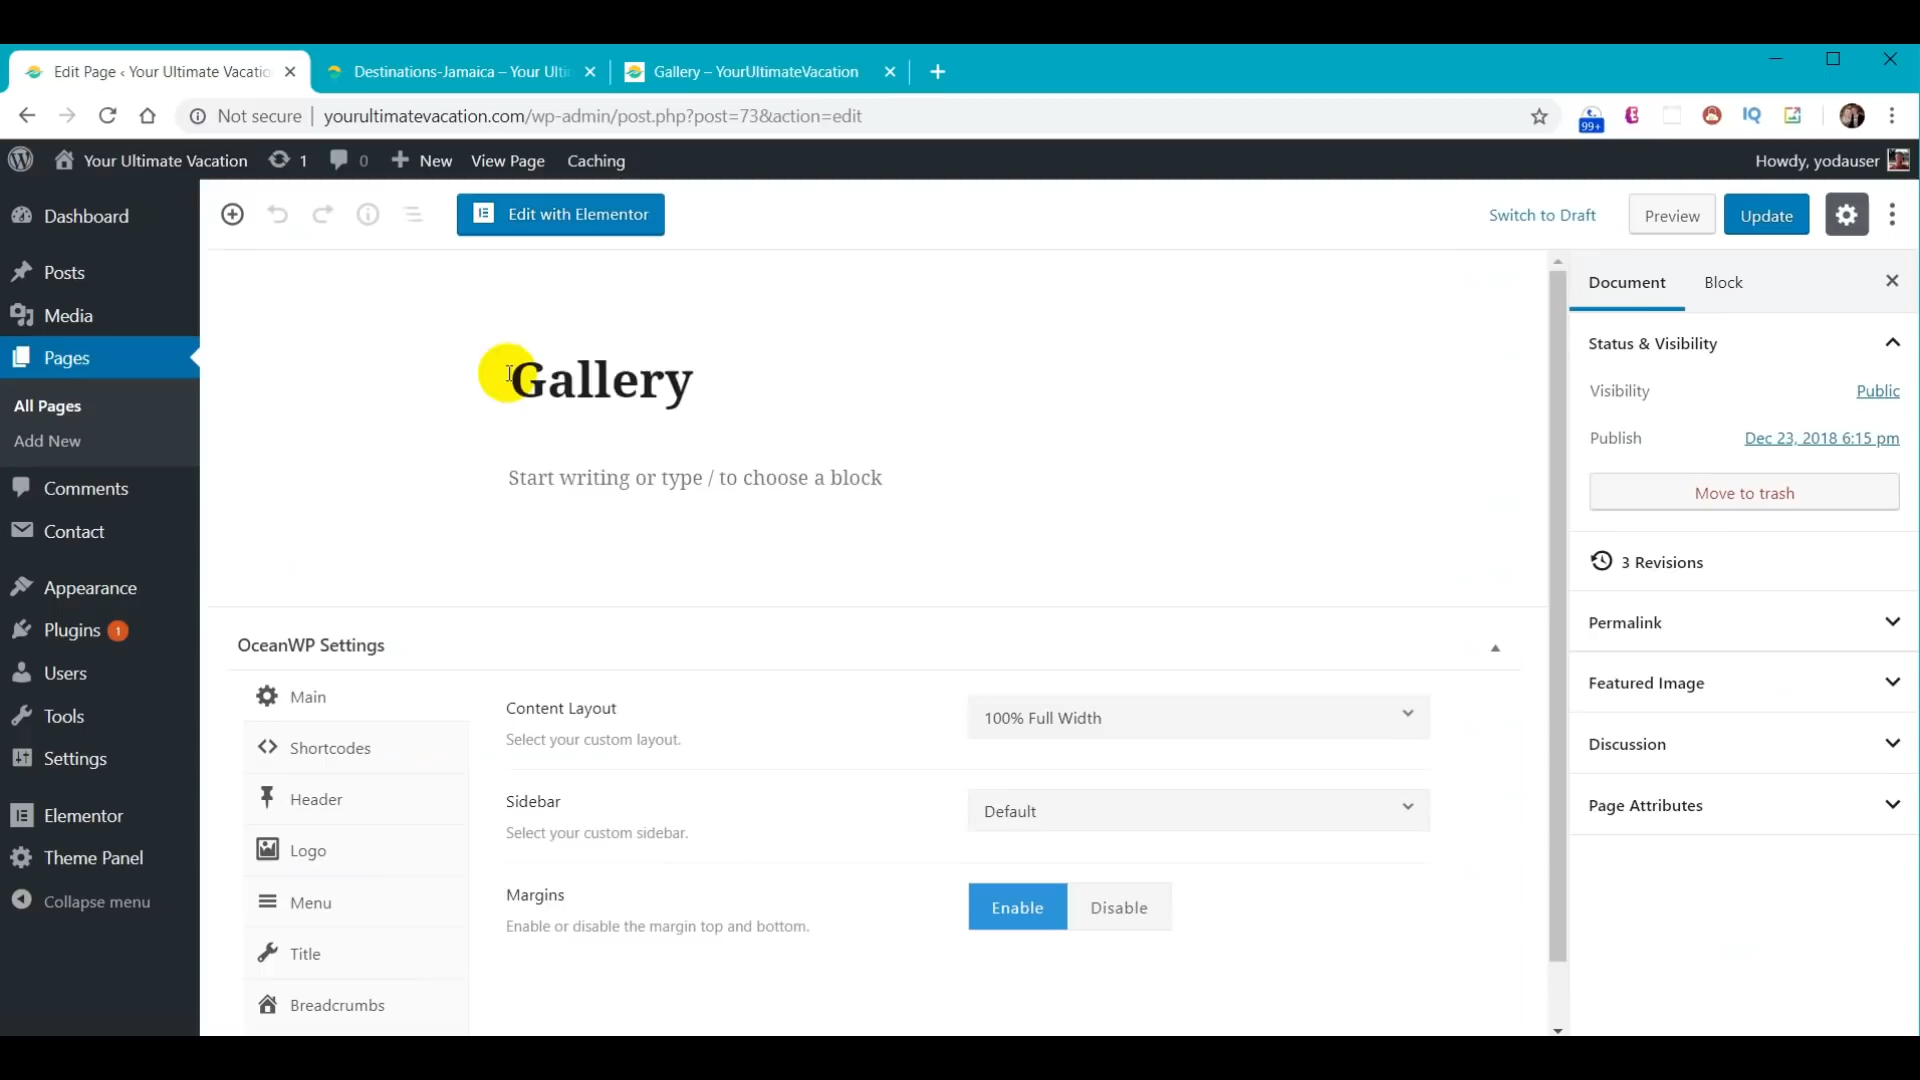 Edit Page ‹ Your Ultimate Vacatio
Destinations-Jamaica – Your Ulti
Gallery – YourUltimateVacation
Not secure
yourultimatevacation.com/wp-admin/post.php?post=73&action=edit
99+
IQ
Your Ultimate Vacation
1
0
New
View Page
Caching
Howdy, yodauser
Dashboard
Posts
Media
Pages
All Pages
Add New
Comments
Contact
Appearance
Plugins 1
Users
Tools
Settings
Elementor
Theme Panel
Collapse menu
Edit with Elementor
Switch to Draft
Preview
Update
Gallery
Start writing or type / to choose a block
OceanWP Settings
Main
Shortcodes
Header
Logo
Menu
Title
Breadcrumbs
Content Layout
Select your custom layout.
100% Full Width
Sidebar
Select your custom sidebar.
Default
Margins
Enable or disable the margin top and bottom.
Enable
Disable
Document
Block
Status & Visibility
Visibility
Public
Publish
Dec 23, 2018 6:15 pm
Move to trash
3 Revisions
Permalink
Featured Image
Discussion
Page Attributes